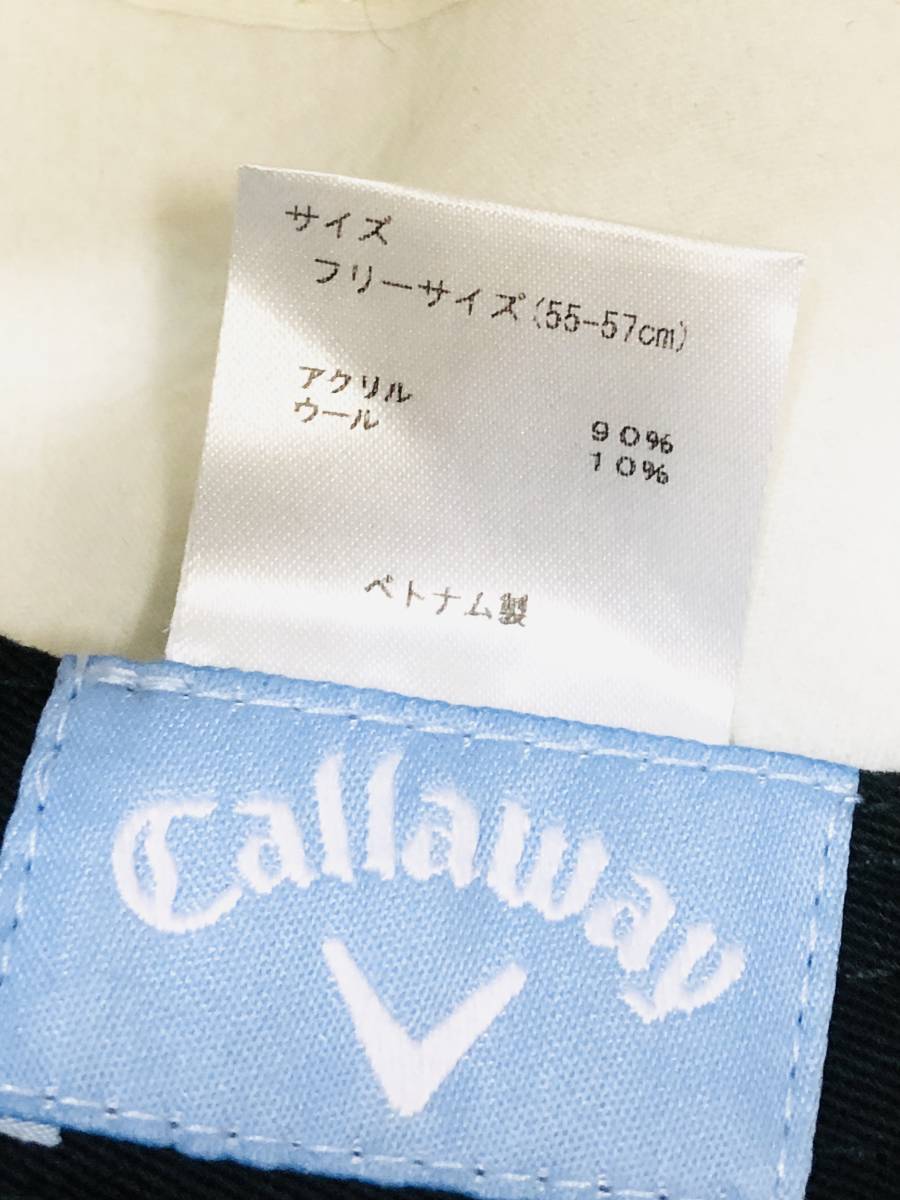 サイズ
フリーサイズ(55-57cm)
アクリル 90%
ウール 10%
ベトナム製
Callaway